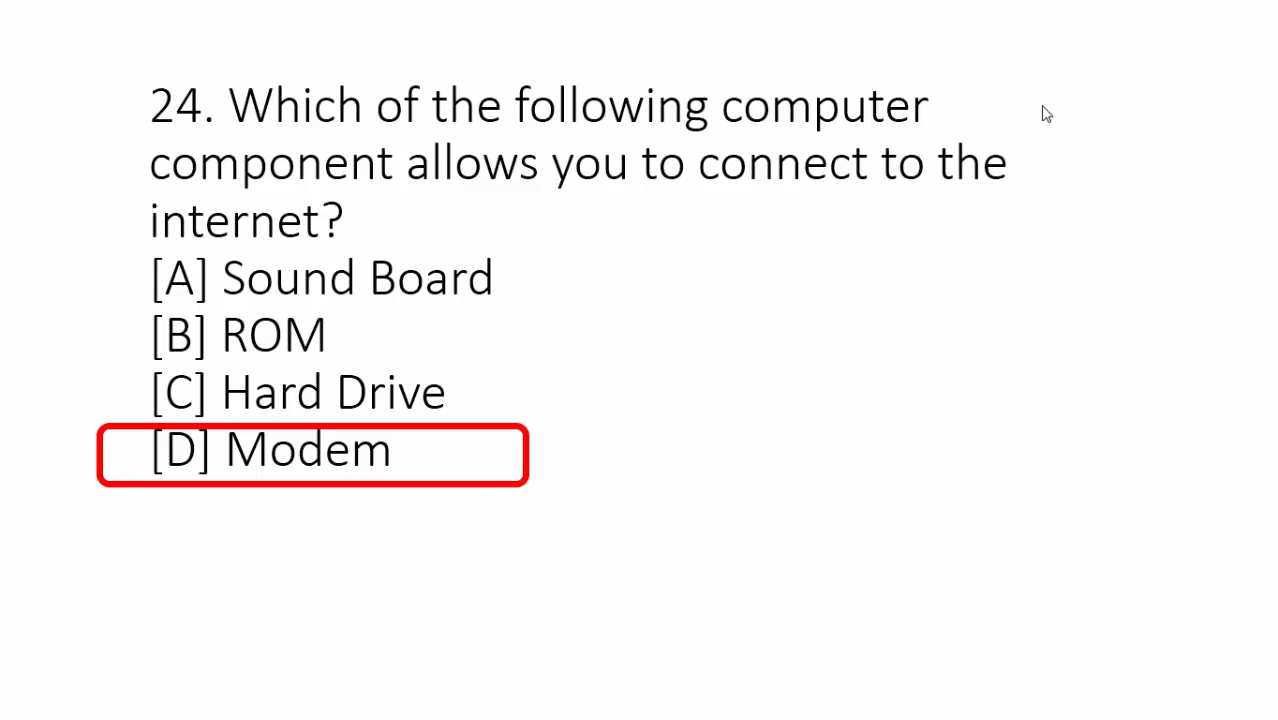 24. Which of the following computer
component allows you to connect to the
internet?
[A] Sound Board
[B] ROM
[C] Hard Drive
[D] Modem